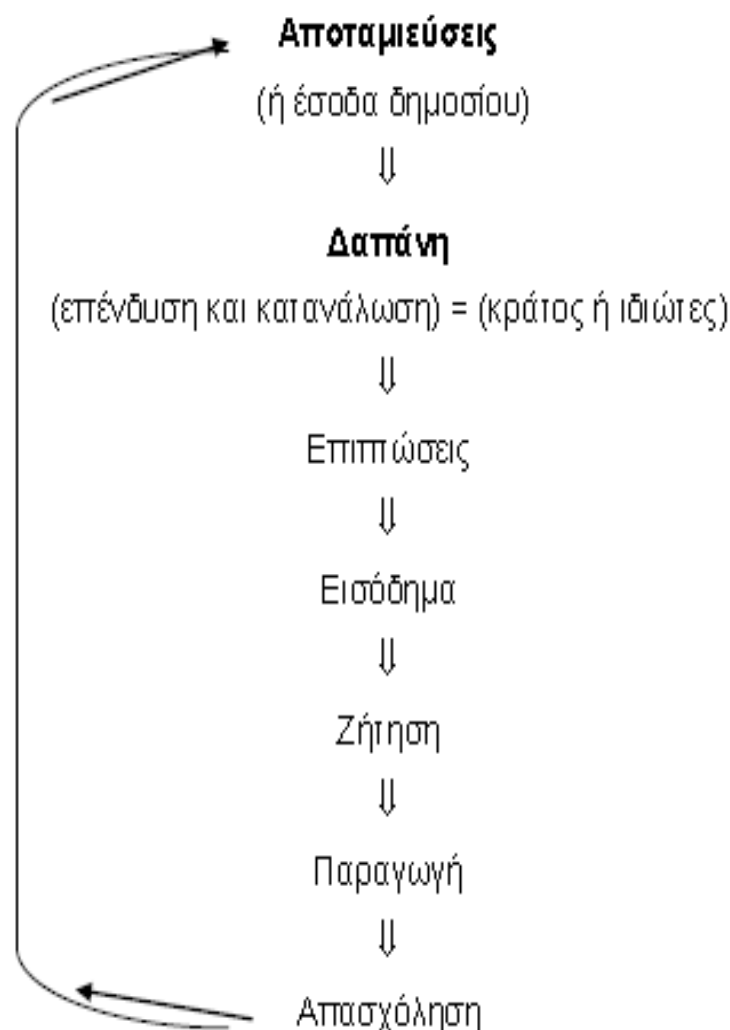 Αποταμιεύσεις
(ή έσοδα δημοσίου)
⇓
Δαπάνη
(επένδυση και κατανάλωση) = (κράτος ή ιδιώτες)
⇓
Επιπτώσεις
⇓
Εισόδημα
⇓
Ζήτηση
⇓
Παραγωγή
⇓
Απασχόληση